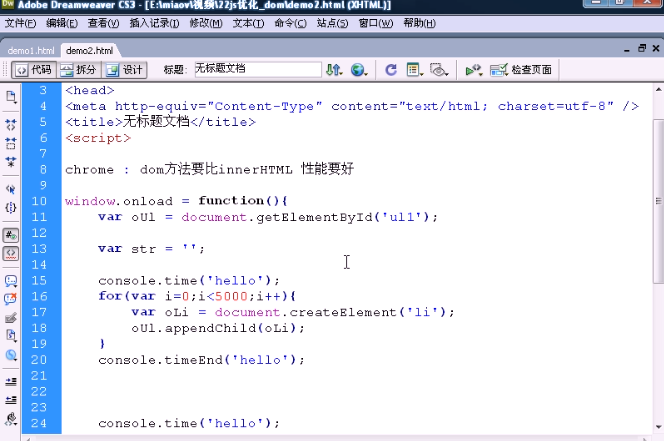 Dw Adobe Dreamweaver CS3 - [E:\miaov\视频\22js优化_dom\demo2.html (XHTML)]
文件(F) 编辑(E) 查看(V) 插入记录(I) 修改(M) 文本(T) 命令(C) 站点(S) 窗口(W) 帮助(H)
demo1.html demo2.html
代码 拆分 设计 标题: 无标题文档 检查页面
3 <head>
4 <meta http-equiv="Content-Type" content="text/html; charset=utf-8" />
5 <title>无标题文档</title>
6 <script>
7
8 chrome : dom方法要比innerHTML 性能要好
9
10 window.onload = function(){
11 var oUl = document.getElementById('ul1');
12
13 var str = '';
14
15 console.time('hello');
16 for(var i=0;i<5000;i++){
17 var oLi = document.createElement('li');
18 oUl.appendChild(oLi);
19 }
20 console.timeEnd('hello');
21
22
23
24 console.time('hello');